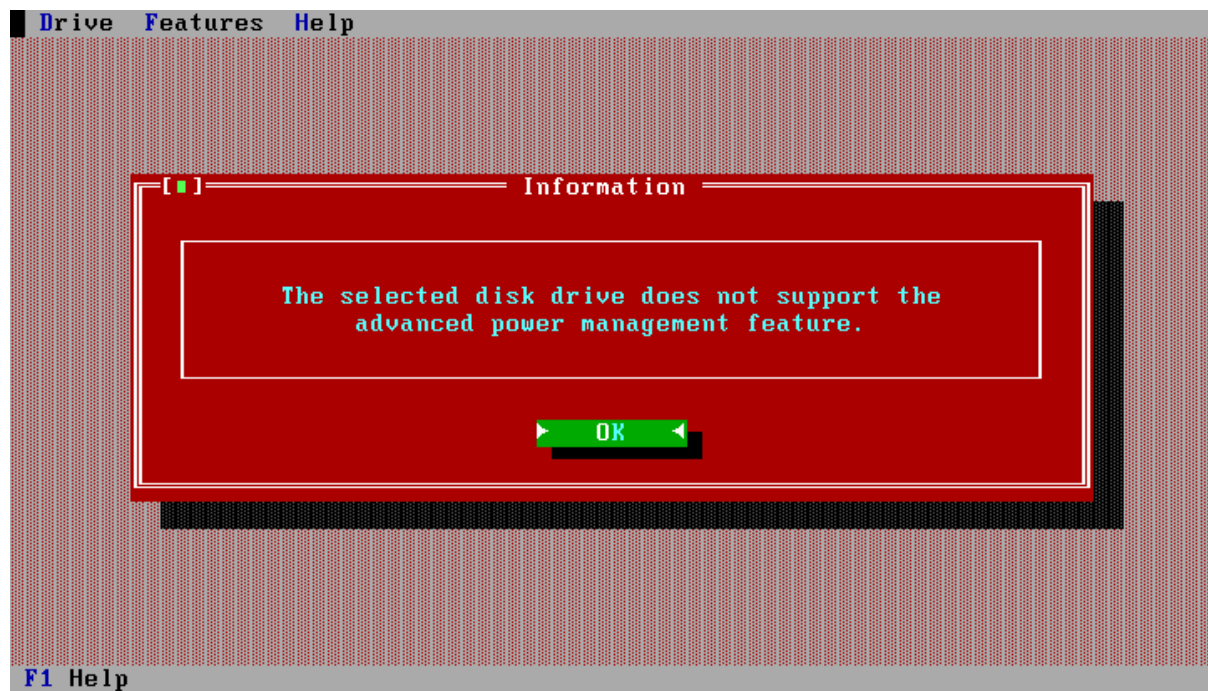 Drive Features Help
Information
The selected disk drive does not support the
advanced power management feature.
OK
F1 Help